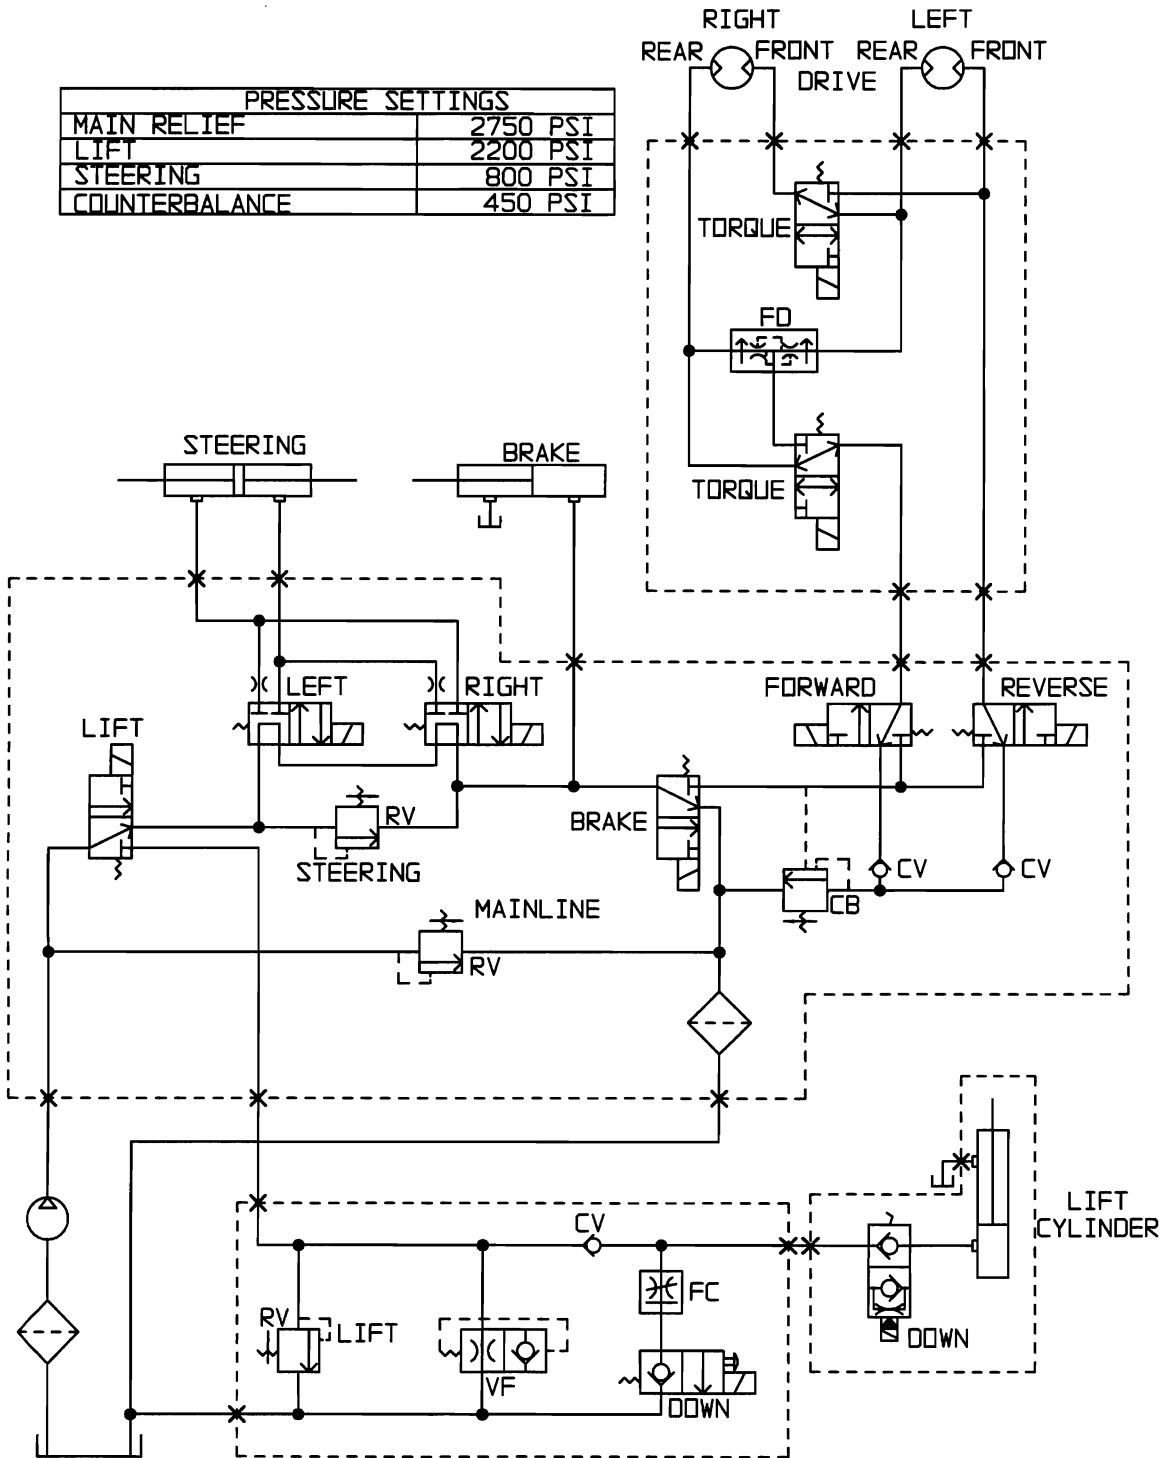 RIGHT LEFT
REAR FRONT REAR FRONT
DRIVE
PRESSURE SETTINGS
MAIN RELIEF 2750 PSI
LIFT 2200 PSI
STEERING 800 PSI
COUNTERBALANCE 450 PSI
TORQUE
FD
STEERING
BRAKE
TORQUE
LEFT
RIGHT
FORWARD
REVERSE
LIFT
RV
BRAKE
STEERING
CV
CV
CB
MAINLINE
RV
LIFT
CYLINDER
CV
FC
RV
LIFT
DOWN
VF
DOWN